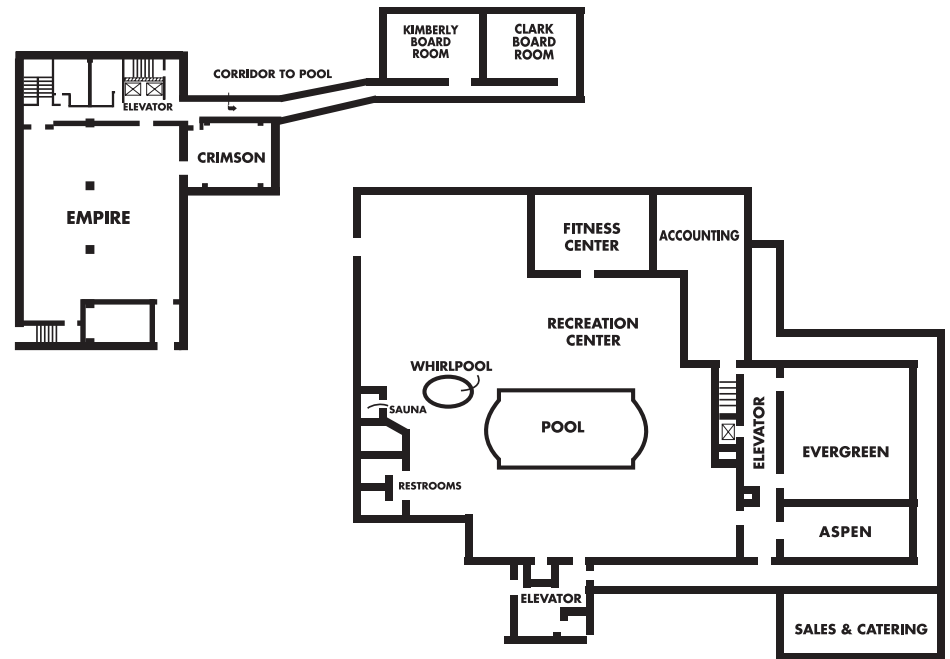 KIMBERLY
BOARD
ROOM
CLARK
BOARD
ROOM
CORRIDOR TO POOL
ELEVATOR
CRIMSON
EMPIRE
FITNESS
CENTER
ACCOUNTING
RECREATION
CENTER
WHIRLPOOL
SAUNA
POOL
ELEVATOR
EVERGREEN
RESTROOMS
ASPEN
ELEVATOR
SALES & CATERING